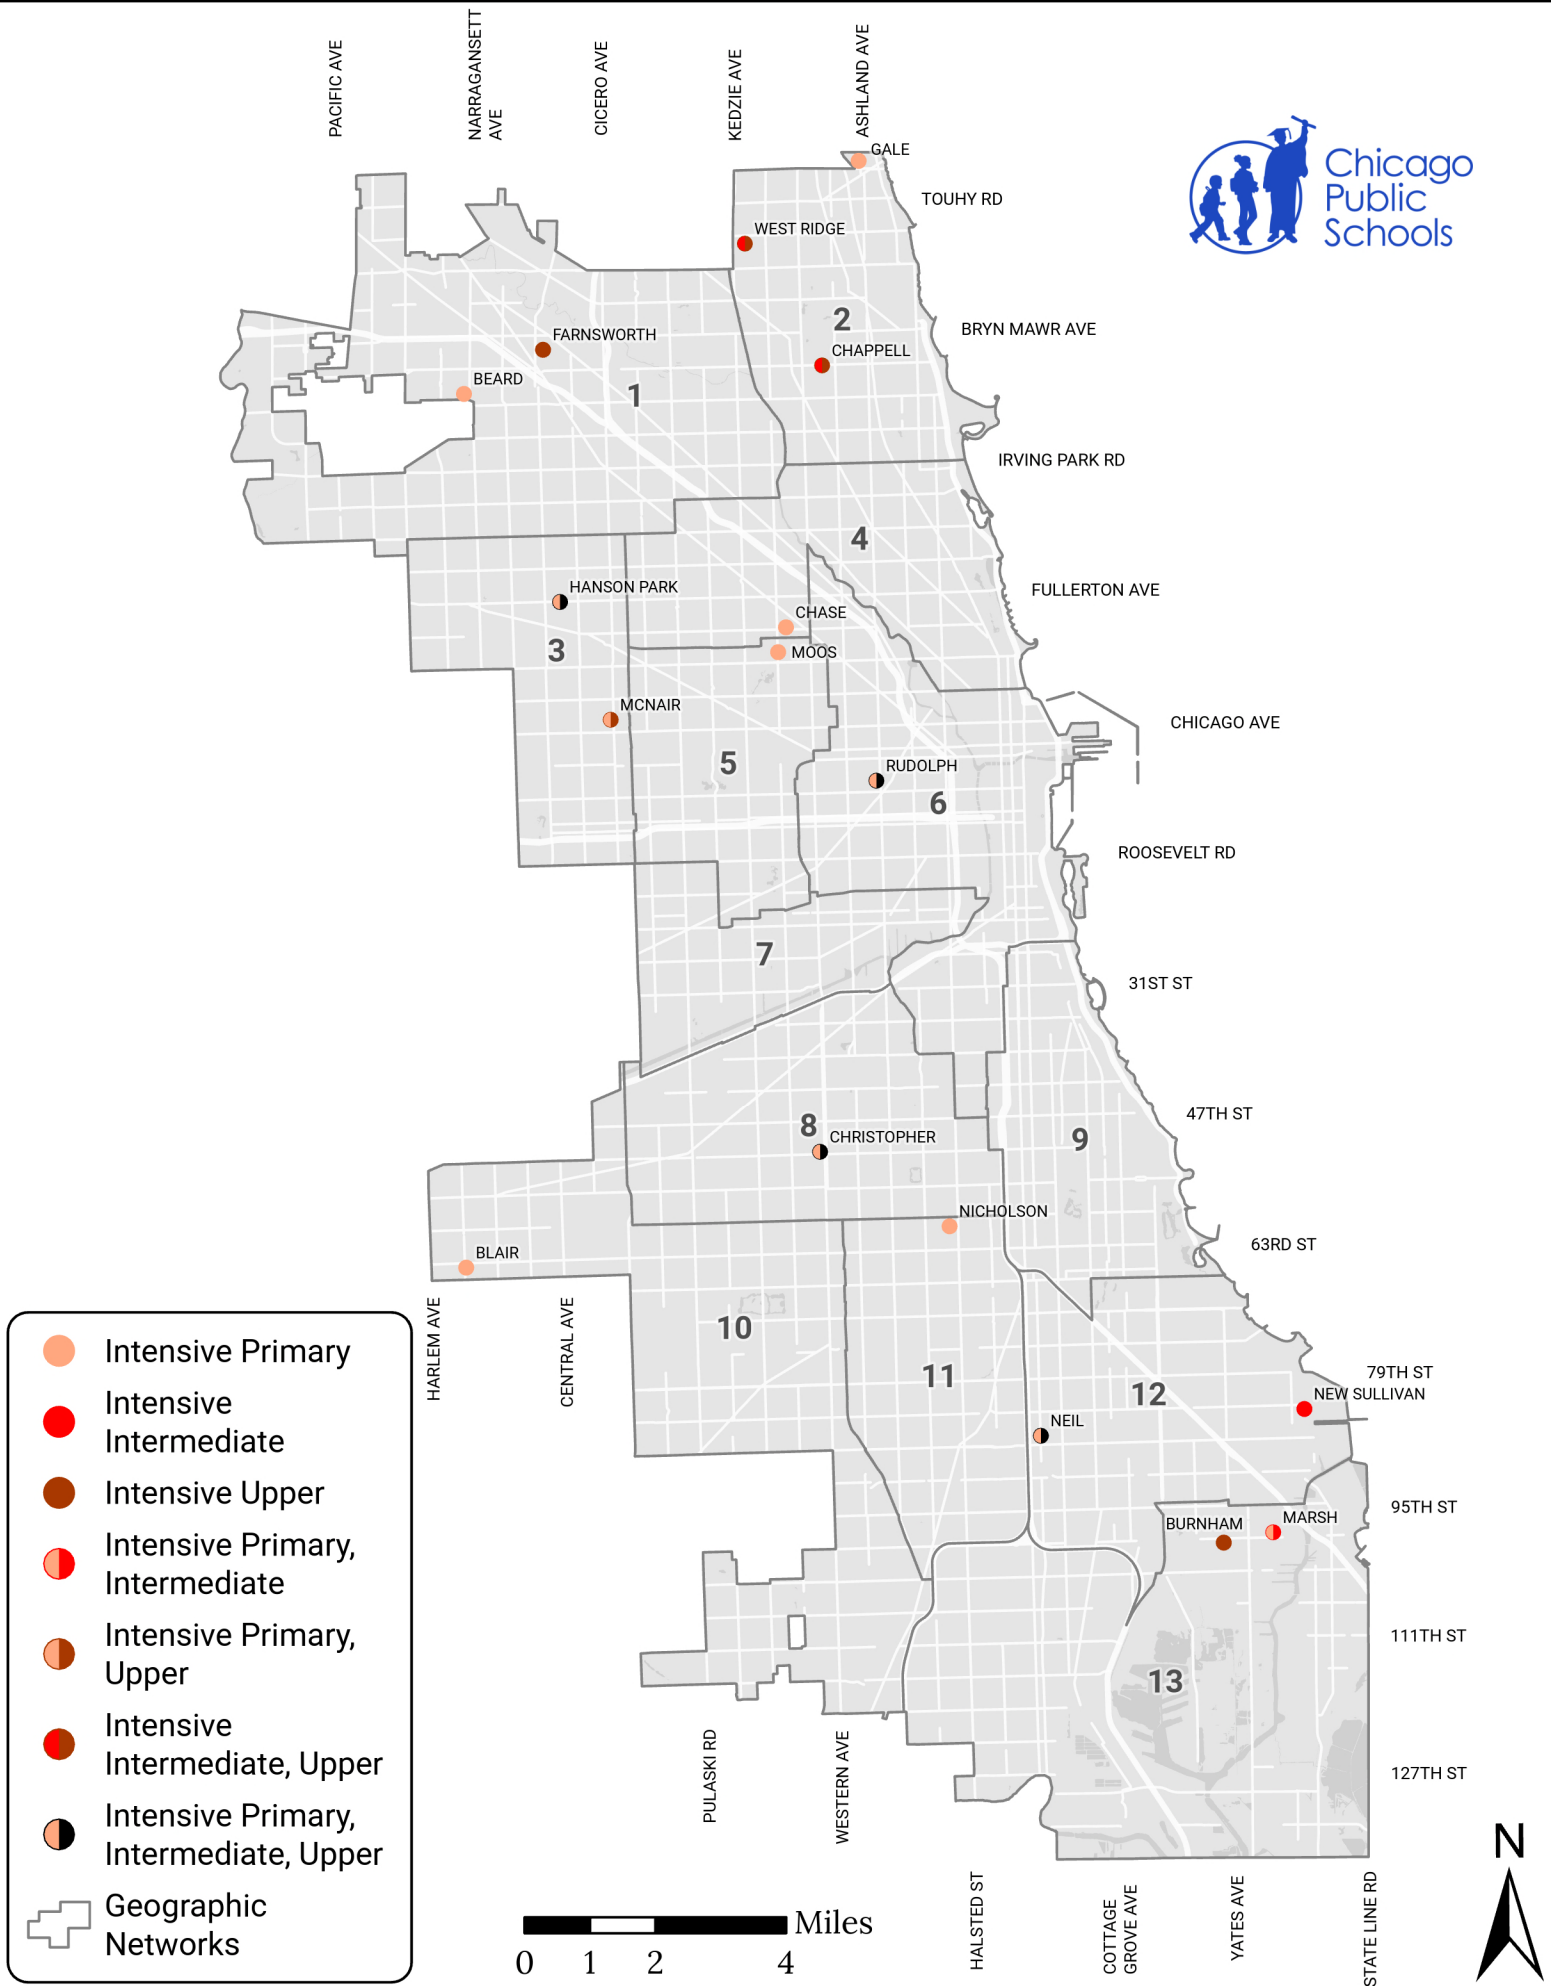 PACIFIC AVE
NARRAGANSETT
AVE
CICERO AVE
KEDZIE AVE
ASHLAND AVE
Chicago
Public
Schools
GALE
TOUHY RD
WEST RIDGE
2
BRYN MAWR AVE
FARNSWORTH
CHAPPELL
BEARD
1
IRVING PARK RD
4
HANSON PARK
FULLERTON AVE
CHASE
3
MOOS
MCNAIR
CHICAGO AVE
5
RUDOLPH
6
ROOSEVELT RD
7
31ST ST
47TH ST
8
CHRISTOPHER
9
NICHOLSON
63RD ST
BLAIR
HARLEM AVE
CENTRAL AVE
10
11
12
79TH ST
NEW SULLIVAN
NEIL
95TH ST
BURNHAM
MARSH
111TH ST
13
127TH ST
PULASKI RD
WESTERN AVE
HALSTED ST
COTTAGE
GROVE AVE
YATES AVE
STATE LINE RD
Intensive Primary
Intensive
Intermediate
Intensive Upper
Intensive Primary,
Intermediate
Intensive Primary,
Upper
Intensive
Intermediate, Upper
Intensive Primary,
Intermediate, Upper
Geographic
Networks
Miles
0 1 2 4
N